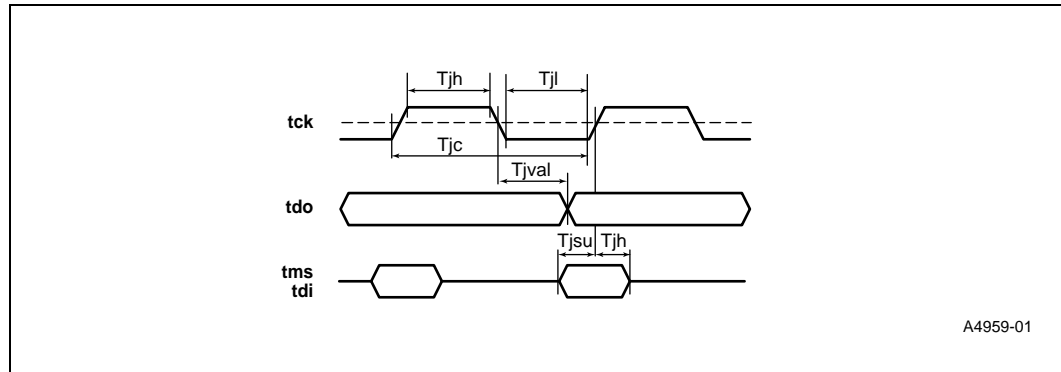 Tjh Tjl
tck
Tjc
Tjval
tdo
Tjsu Tjh
tms
tdi
A4959-01